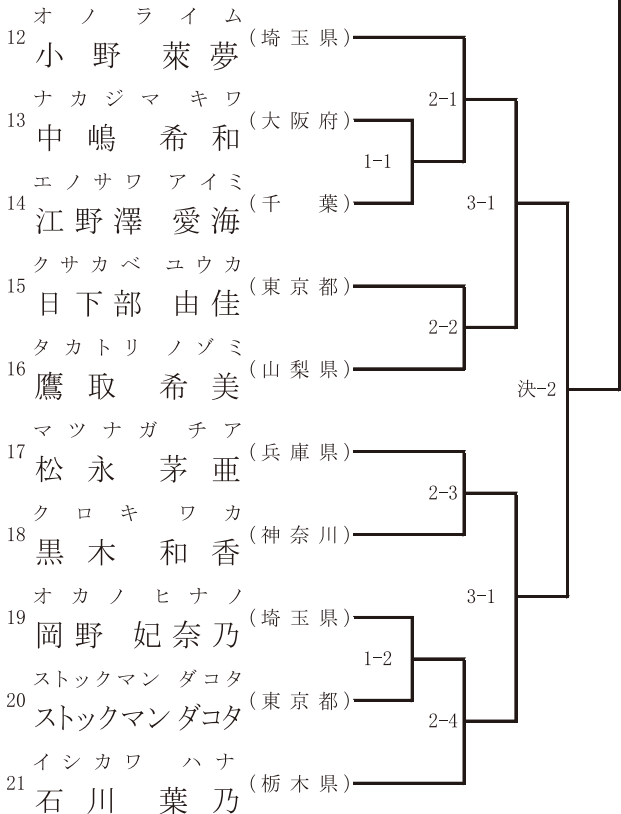 オノライム
12 小野 萊夢 (埼玉県)
2-1
ナカジマ キワ
13 中嶋 希和 (大阪府)
1-1
エノサワ アイミ
14 江野澤 愛海 (千葉)
3-1
クサカベ ユウカ
15 日下部 由佳 (東京都)
2-2
タカトリ ノゾミ
16 鷹取 希美 (山梨県)
決-2
マツナガ チア
17 松永 茅亜 (兵庫県)
2-3
クロキ ワカ
18 黒木 和香 (神奈川)
3-1
オカノ ヒナノ
19 岡野 妃奈乃 (埼玉県)
1-2
ストックマン ダコタ
20 ストックマン ダコタ (東京都)
2-4
イシカワ ハナ
21 石川 葉乃 (栃木県)